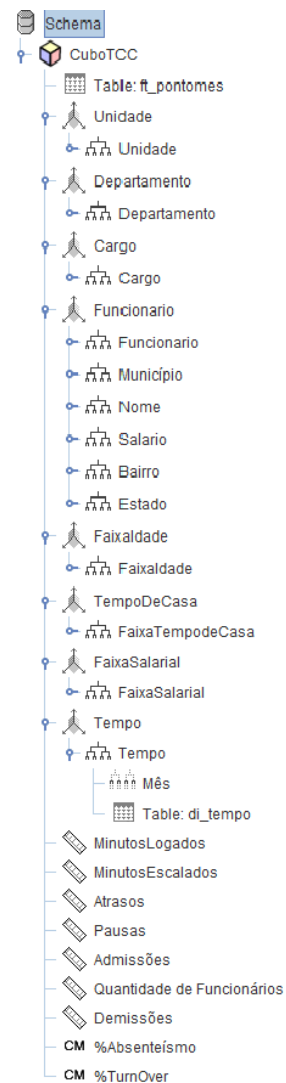 Schema
CuboTCC
Table: ft_pontomes
Unidade
Unidade
Departamento
Departamento
Cargo
Cargo
Funcionario
Funcionario
Município
Nome
Salario
Bairro
Estado
FaixaIdade
FaixaIdade
TempoDeCasa
FaixaTempodeCasa
FaixaSalarial
FaixaSalarial
Tempo
Tempo
Mês
Table: di_tempo
MinutosLogados
MinutosEscalados
Atrasos
Pausas
Admissões
Quantidade de Funcionários
Demissões
CM %Absenteísmo
CM %TurnOver